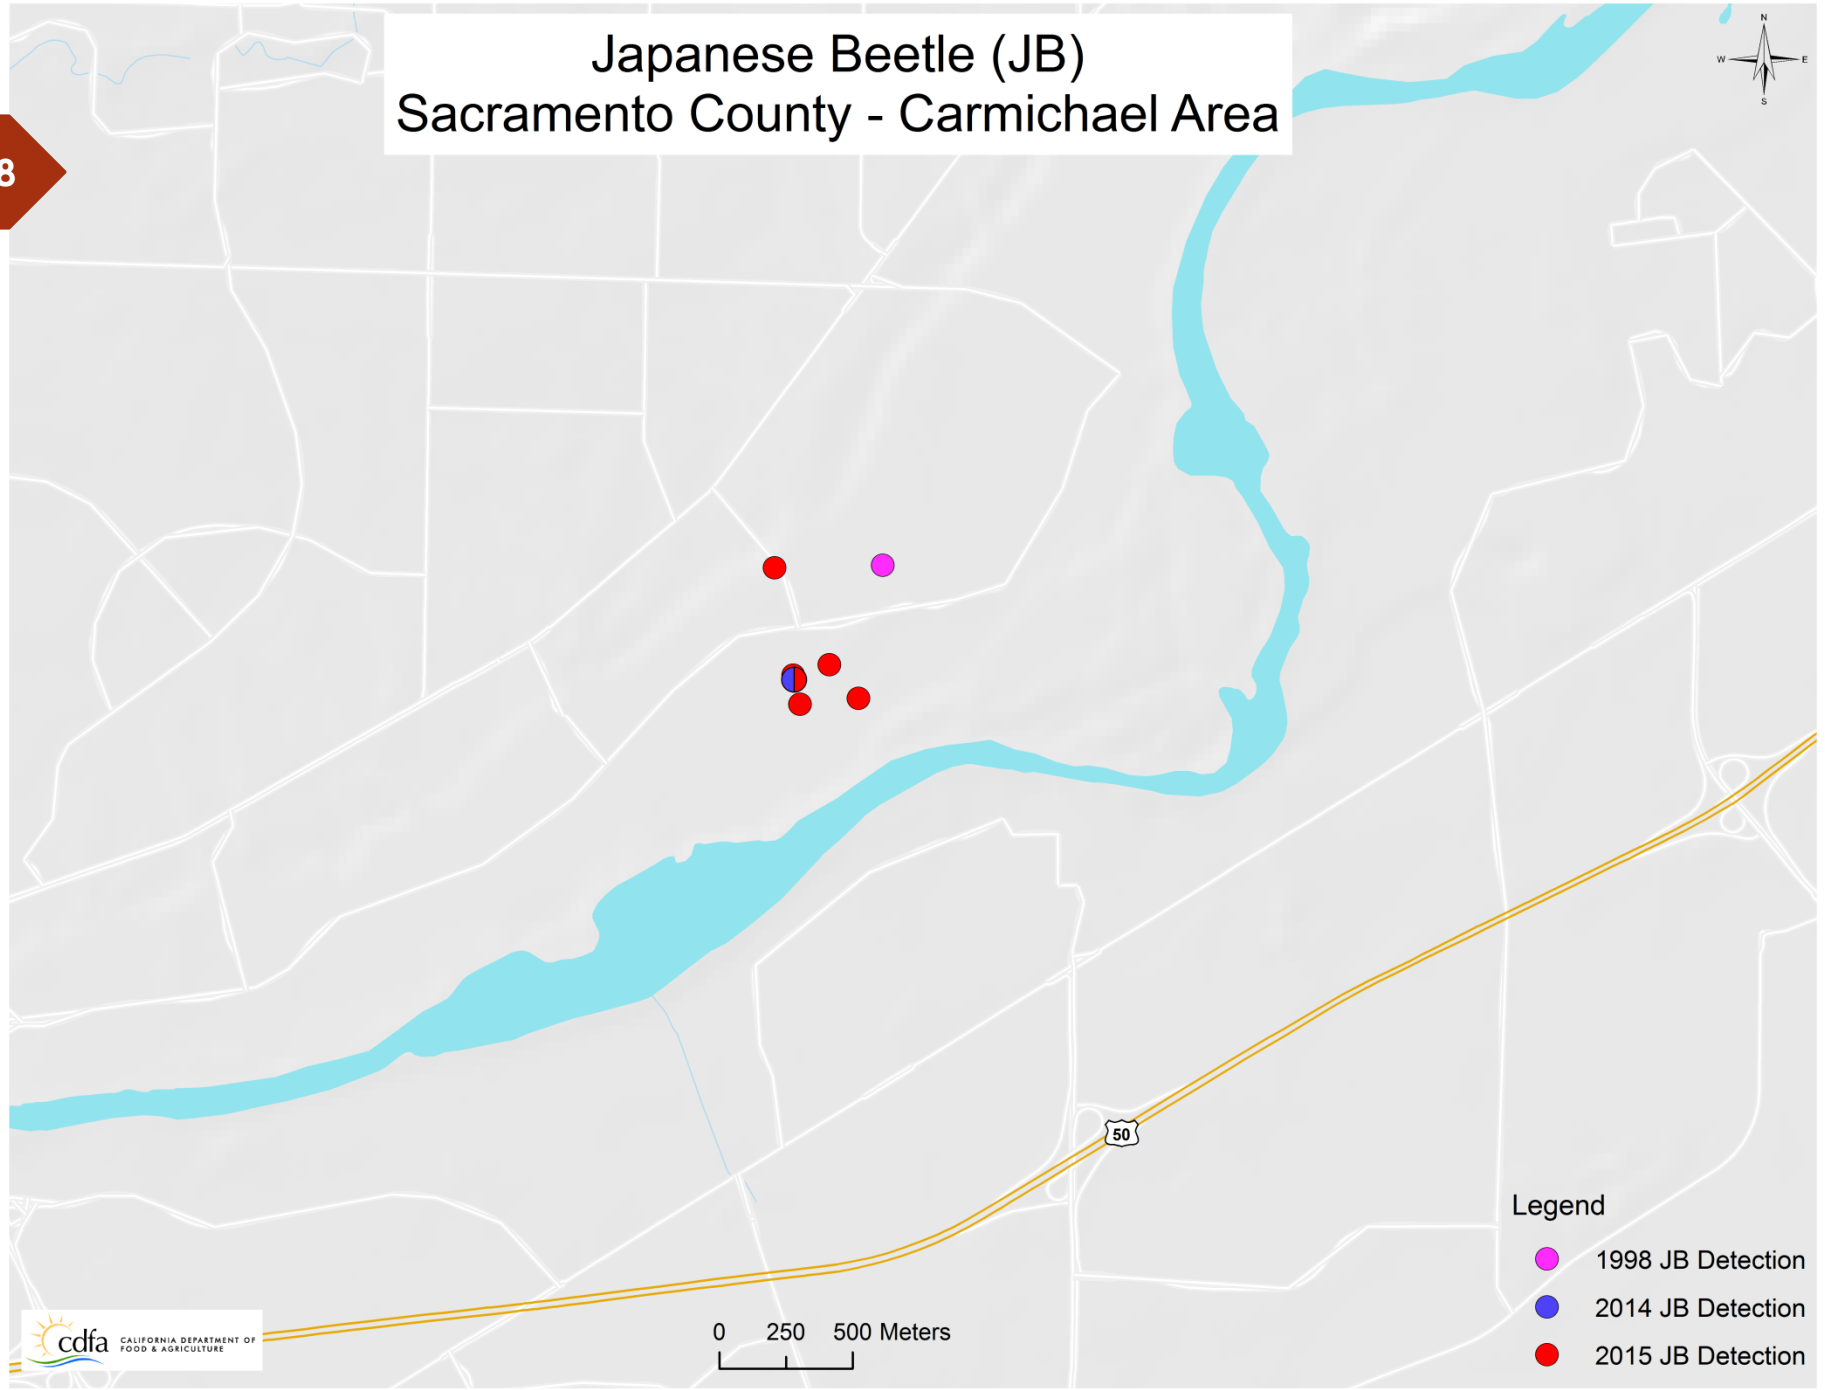 Japanese Beetle (JB)
Sacramento County - Carmichael Area
N
W E
S
8
50
Legend
1998 JB Detection
2014 JB Detection
2015 JB Detection
0 250 500 Meters
cdfa
CALIFORNIA DEPARTMENT OF
FOOD & AGRICULTURE